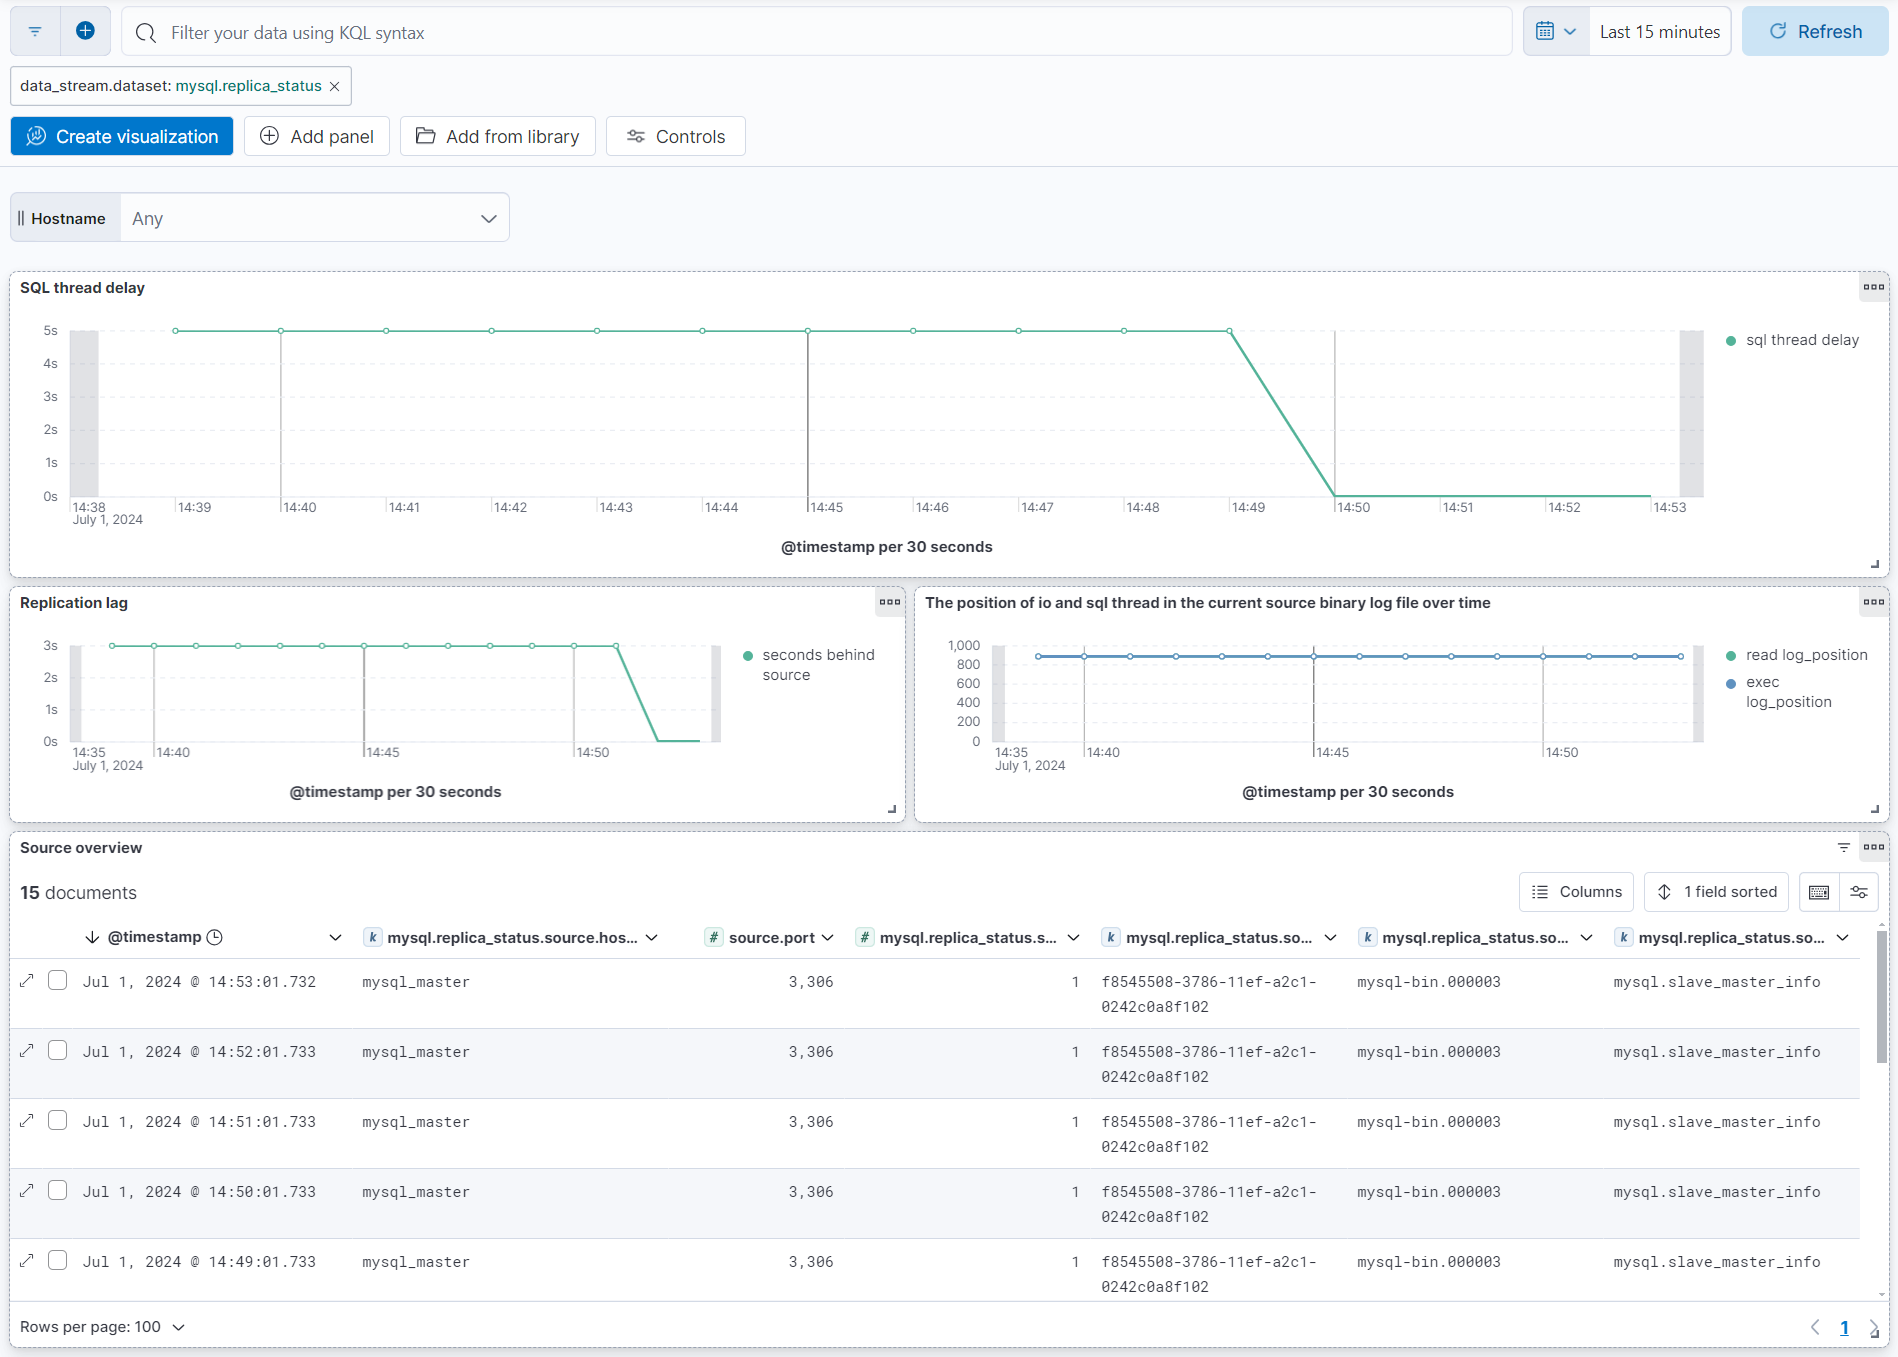 Filter your data using KQL syntax
Last 15 minutes
Refresh
data_stream.dataset: mysql.replica_status
Create visualization
Add panel
Add from library
Controls
Hostname
Any
SQL thread delay
5s
4s
3s
2s
1s
0s
14:38
July 1, 2024
14:39
14:40
14:41
14:42
14:43
14:44
14:45
14:46
14:47
14:48
14:49
14:50
14:51
14:52
14:53
@timestamp per 30 seconds
sql thread delay
Replication lag
3s
2s
1s
0s
14:35
July 1, 2024
14:40
14:45
14:50
@timestamp per 30 seconds
seconds behind
source
The position of io and sql thread in the current source binary log file over time
1,000
800
600
400
200
0
14:35
July 1, 2024
14:40
14:45
14:50
@timestamp per 30 seconds
read log_position
exec
log_position
Source overview
15 documents
Columns
1 field sorted
@timestamp
k mysql.replica_status.source.hos...
# source.port
# mysql.replica_status.s...
k mysql.replica_status.so...
k mysql.replica_status.so...
k mysql.replica_status.so...
Jul 1, 2024 @ 14:53:01.732 mysql_master 3,306 1 f8545508-3786-11ef-a2c1- mysql-bin.000003 mysql.slave_master_info
0242c0a8f102
Jul 1, 2024 @ 14:52:01.733 mysql_master 3,306 1 f8545508-3786-11ef-a2c1- mysql-bin.000003 mysql.slave_master_info
0242c0a8f102
Jul 1, 2024 @ 14:51:01.733 mysql_master 3,306 1 f8545508-3786-11ef-a2c1- mysql-bin.000003 mysql.slave_master_info
0242c0a8f102
Jul 1, 2024 @ 14:50:01.733 mysql_master 3,306 1 f8545508-3786-11ef-a2c1- mysql-bin.000003 mysql.slave_master_info
0242c0a8f102
Jul 1, 2024 @ 14:49:01.733 mysql_master 3,306 1 f8545508-3786-11ef-a2c1- mysql-bin.000003 mysql.slave_master_info
0242c0a8f102
Rows per page: 100
1